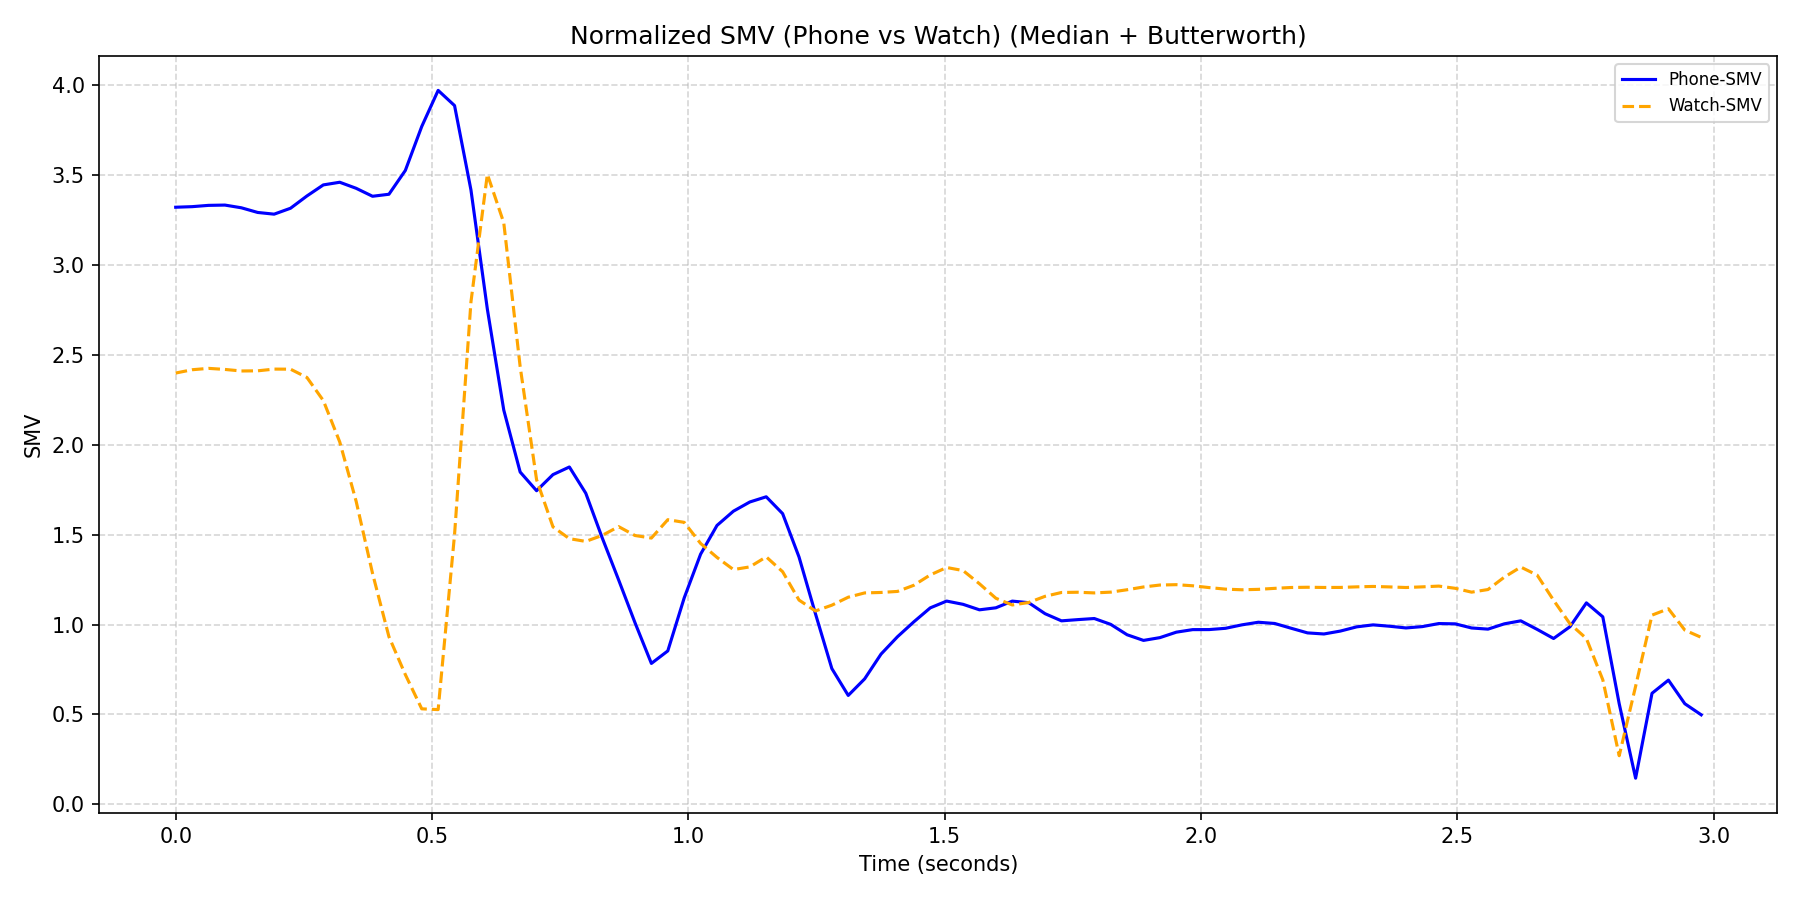 Normalized SMV (Phone vs Watch) (Median + Butterworth)
Phone-SMV
Watch-SMV
4.0
3.5
3.0
2.5
2.0
1.5
1.0
0.5
0.0
SMV
0.0 0.5 1.0 1.5 2.0 2.5 3.0
Time (seconds)